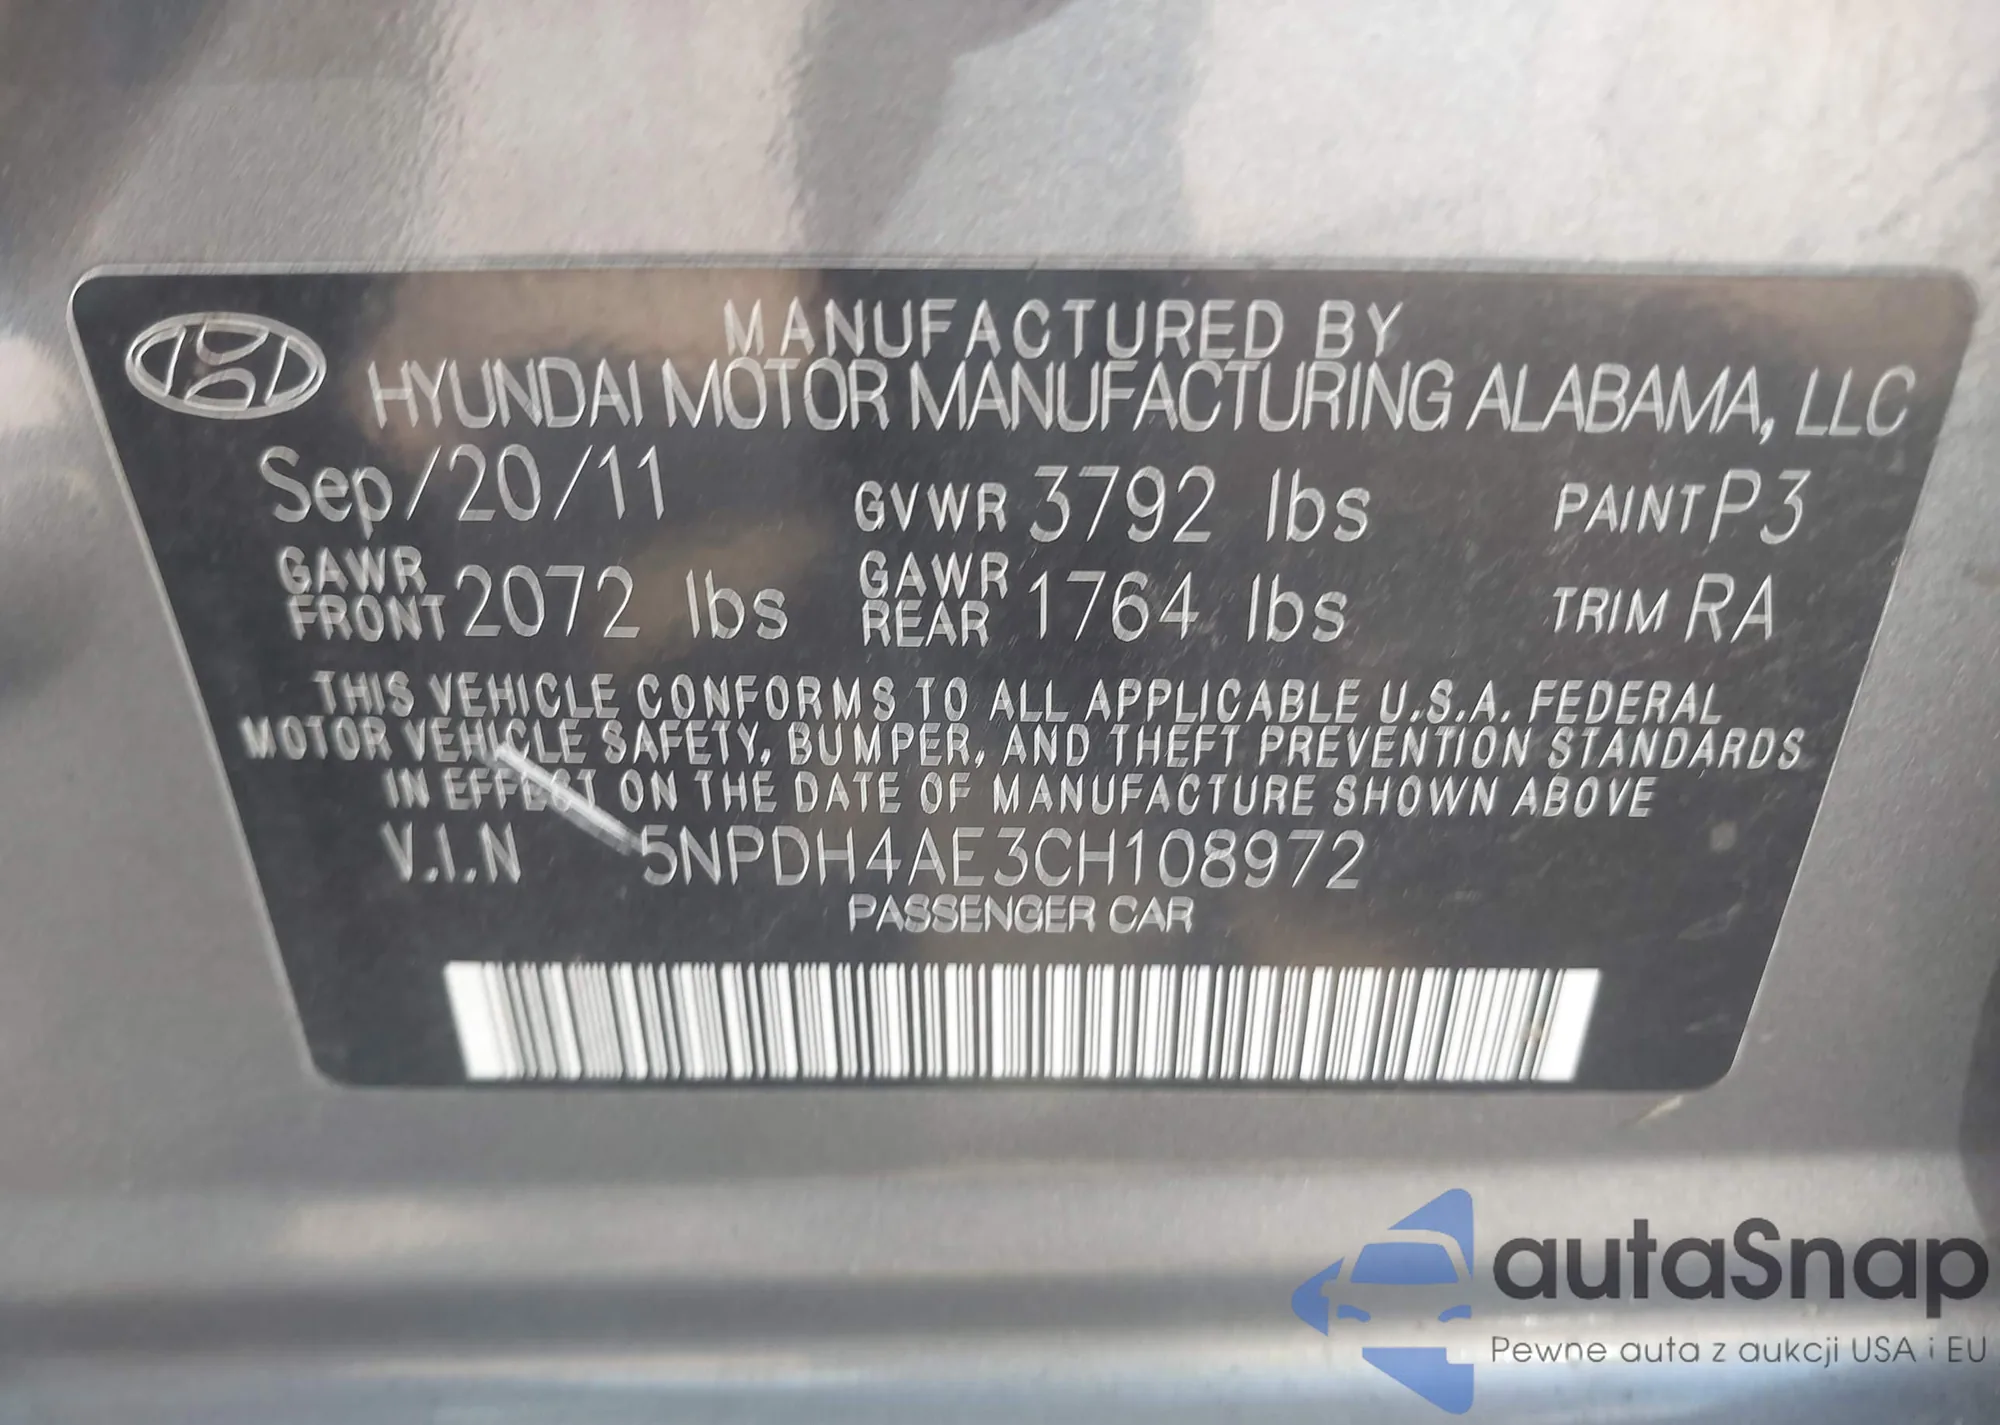 MANUFACTURED BY
HYUNDAI MOTOR MANUFACTURING ALABAMA, LLC
Sep/20/11 GVWR 3792 lbs PAINT P3
GAWR FRONT 2072 lbs GAWR REAR 1764 lbs TRIM RA
THIS VEHICLE CONFORMS TO ALL APPLICABLE U.S.A. FEDERAL
MOTOR VEHICLE SAFETY, BUMPER, AND THEFT PREVENTION STANDARDS
IN EFFECT ON THE DATE OF MANUFACTURE SHOWN ABOVE
V.I.N 5NPDH4AE3CH108972
PASSENGER CAR
autaSnap
Pewne auta z aukcji USA i EU